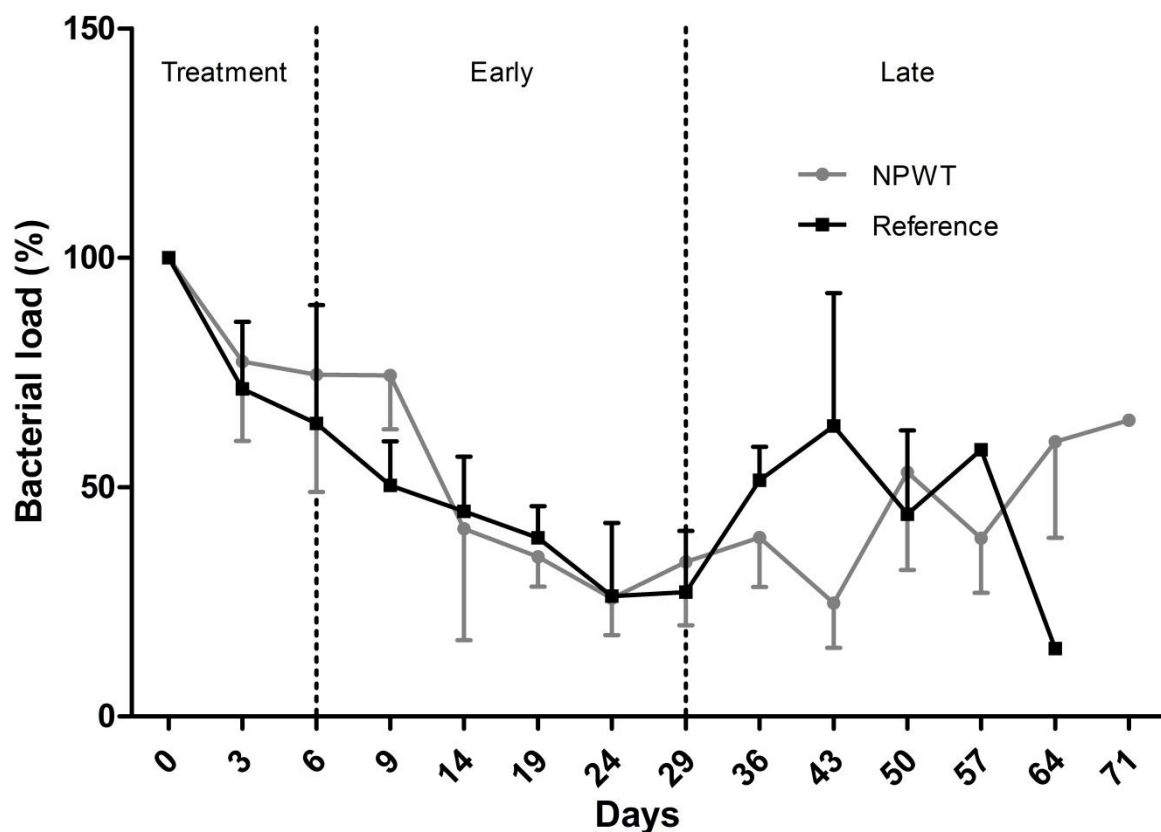 150
Treatment
Early
Late
NPWT
Reference
100
50
0
Bacterial load (%)
0 3 6 9 14 19 24 29 36 43 50 57 64 71
Days